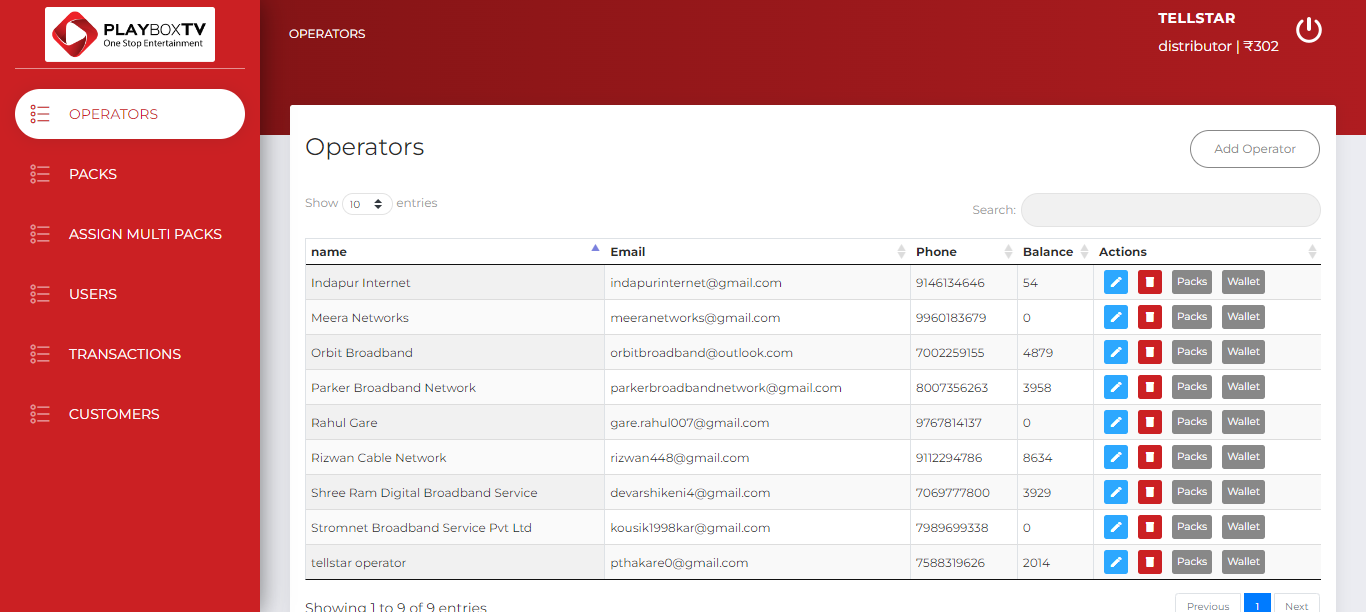 PLAYBOXTV
One Stop Entertainment
OPERATORS
PACKS
ASSIGN MULTI PACKS
USERS
TRANSACTIONS
CUSTOMERS
OPERATORS
TELLSTAR
distributor | ₹302
Operators
Add Operator
Show 10 entries
Search:
name Email Phone Balance Actions
Indapur Internet indapurinternet@gmail.com 9146134646 54 Packs Wallet
Meera Networks meeranetworks@gmail.com 9960183679 0 Packs Wallet
Orbit Broadband orbitbroadband@outlook.com 7002259155 4879 Packs Wallet
Parker Broadband Network parkerbroadbandnetwork@gmail.com 8007356263 3958 Packs Wallet
Rahul Gare gare.rahul007@gmail.com 9767814137 0 Packs Wallet
Rizwan Cable Network rizwan448@gmail.com 9112294786 8634 Packs Wallet
Shree Ram Digital Broadband Service devarshikeni4@gmail.com 7069777800 3929 Packs Wallet
Stromnet Broadband Service Pvt Ltd kousik1998kar@gmail.com 7989699338 0 Packs Wallet
tellstar operator pthakare0@gmail.com 7588319626 2014 Packs Wallet
Showing 1 to 9 of 9 entries
Previous 1 Next